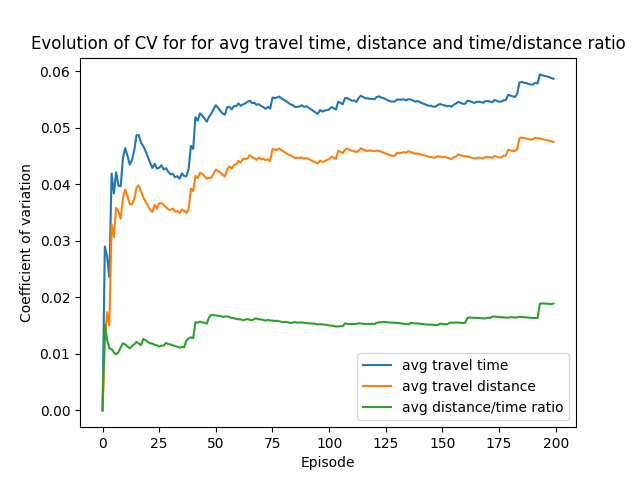 Evolution of CV for for avg travel time, distance and time/distance ratio
0.06
0.05
0.04
0.03
0.02
0.01
0.00
Coefficient of variation
avg travel time
avg travel distance
avg distance/time ratio
0 25 50 75 100 125 150 175 200
Episode